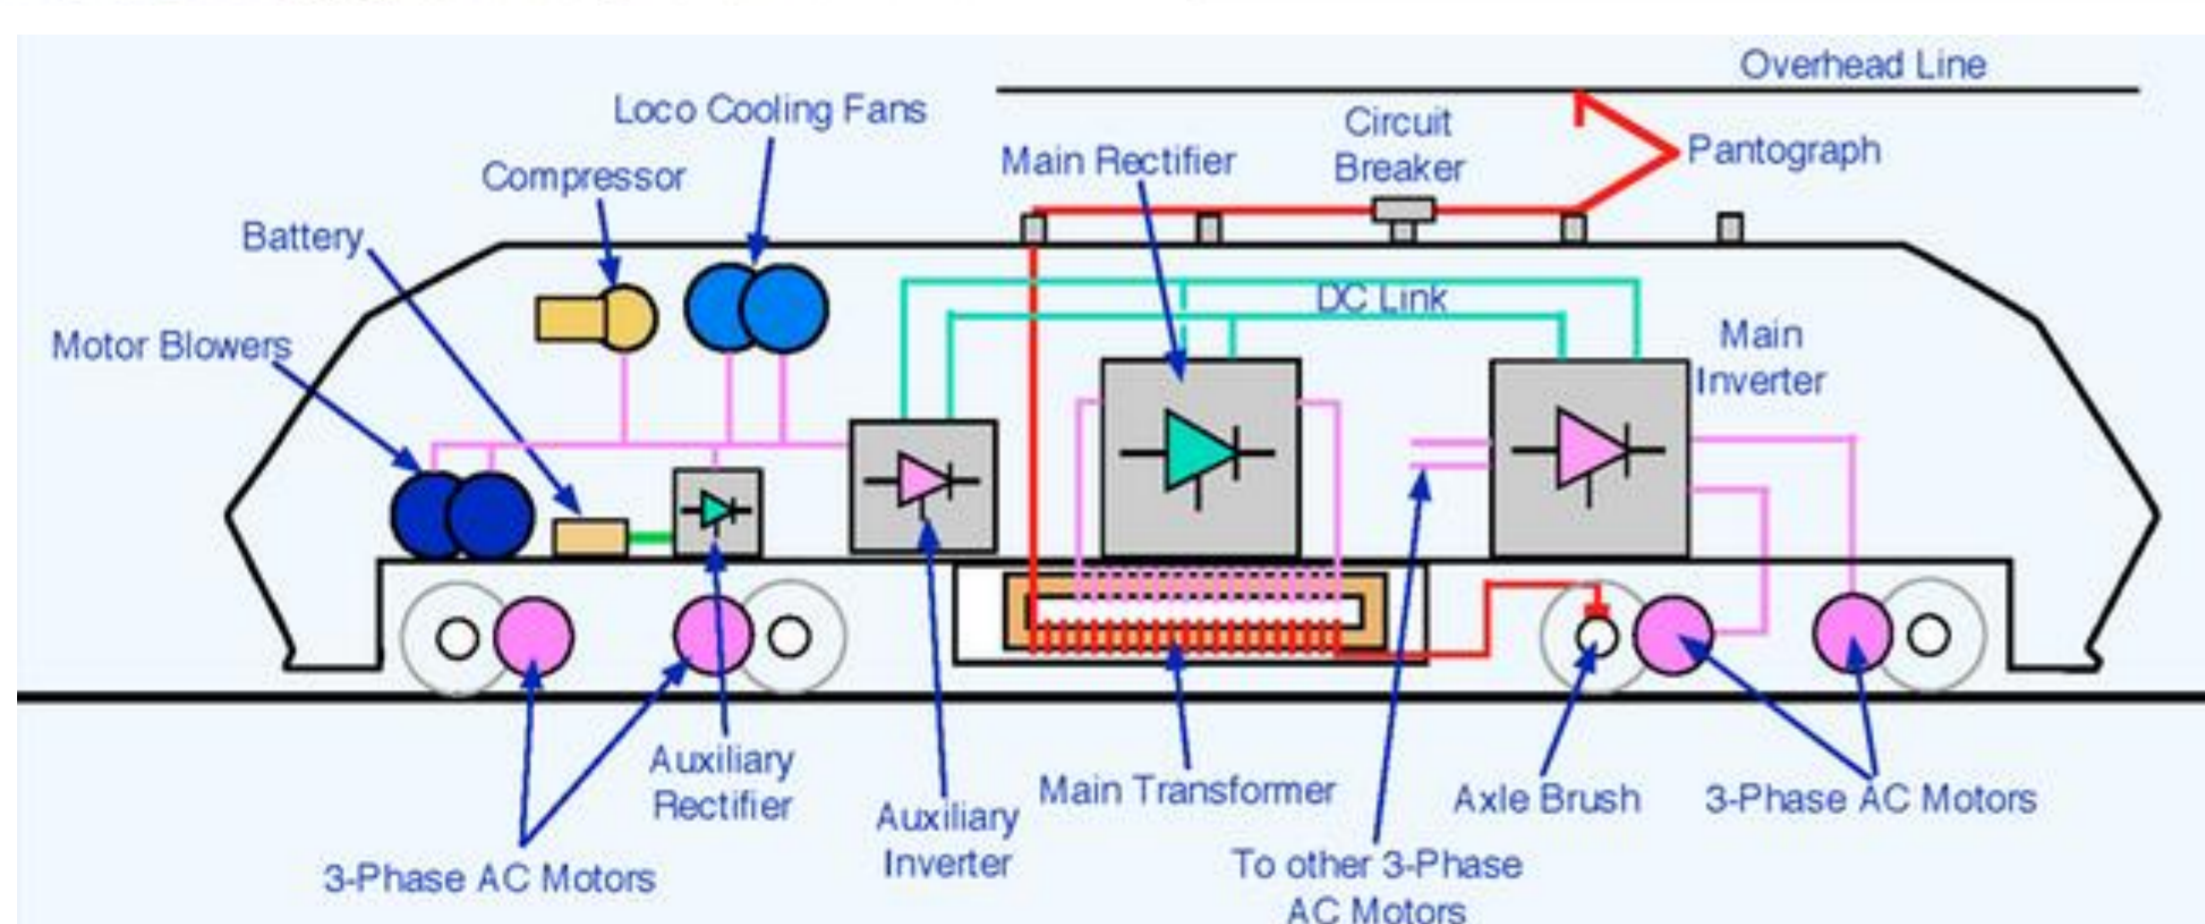 Overhead Line
Loco Cooling Fans
Circuit
Breaker
Main Rectifier
Pantograph
Compressor
Battery
DC Link
Motor Blowers
Main
Inverter
Auxiliary
Rectifier
Main Transformer
Axle Brush
3-Phase AC Motors
Auxiliary
Inverter
To other 3-Phase
AC Motors
3-Phase AC Motors